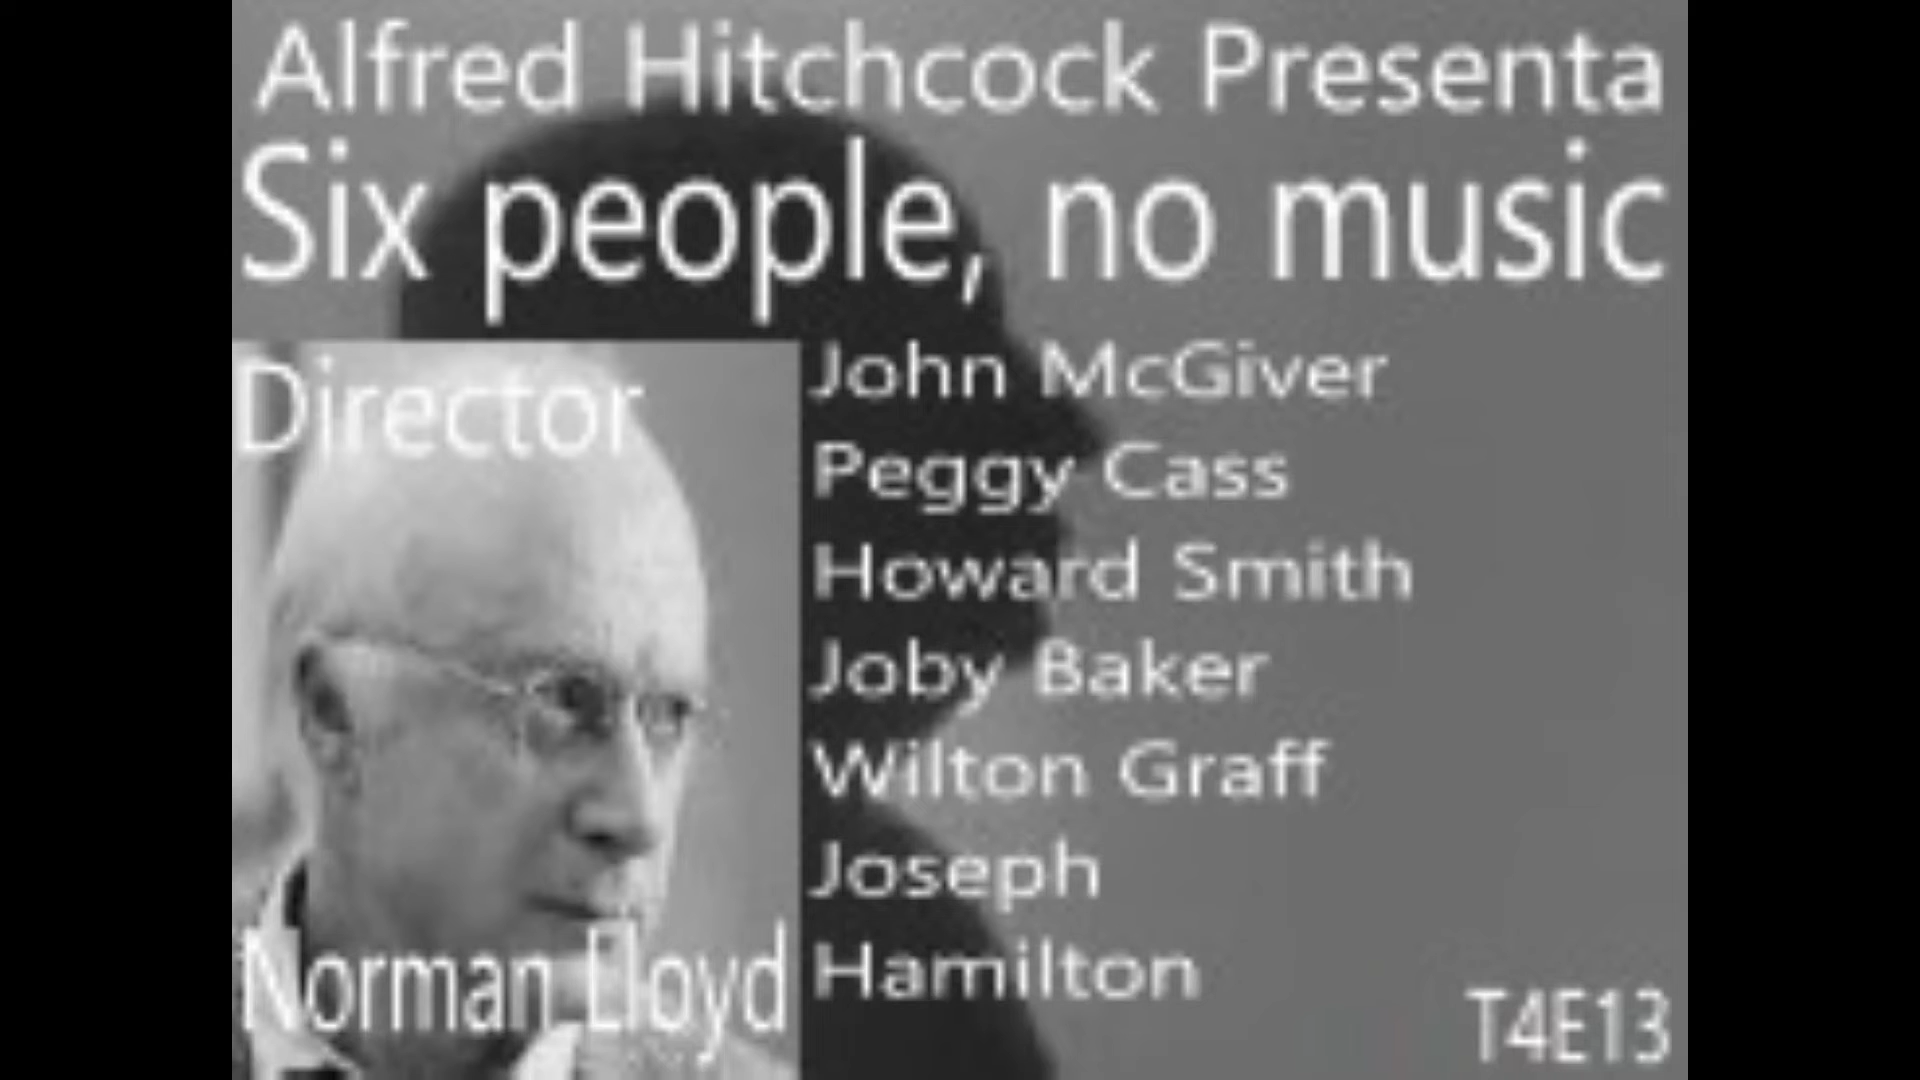 Alfred Hitchcock Presenta
Six people, no music
Director
Norman Lloyd
John McGiver
Peggy Cass
Howard Smith
Joby Baker
Wilton Graff
Joseph
Hamilton
T4E13